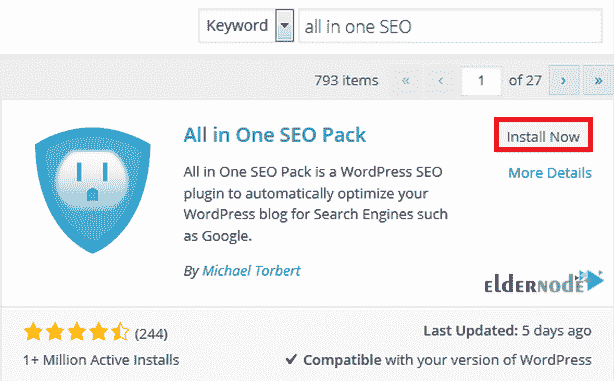 Keyword all in one SEO
793 items « ‹ 1 of 27 › »
All in One SEO Pack
Install Now
All in One SEO Pack is a WordPress SEO
More Details
plugin to automatically optimize your
WordPress blog for Search Engines such
as Google.
By Michael Torbert
ELDERNODE
(244)
Last Updated: 5 days ago
1+ Million Active Installs
Compatible with your version of WordPress